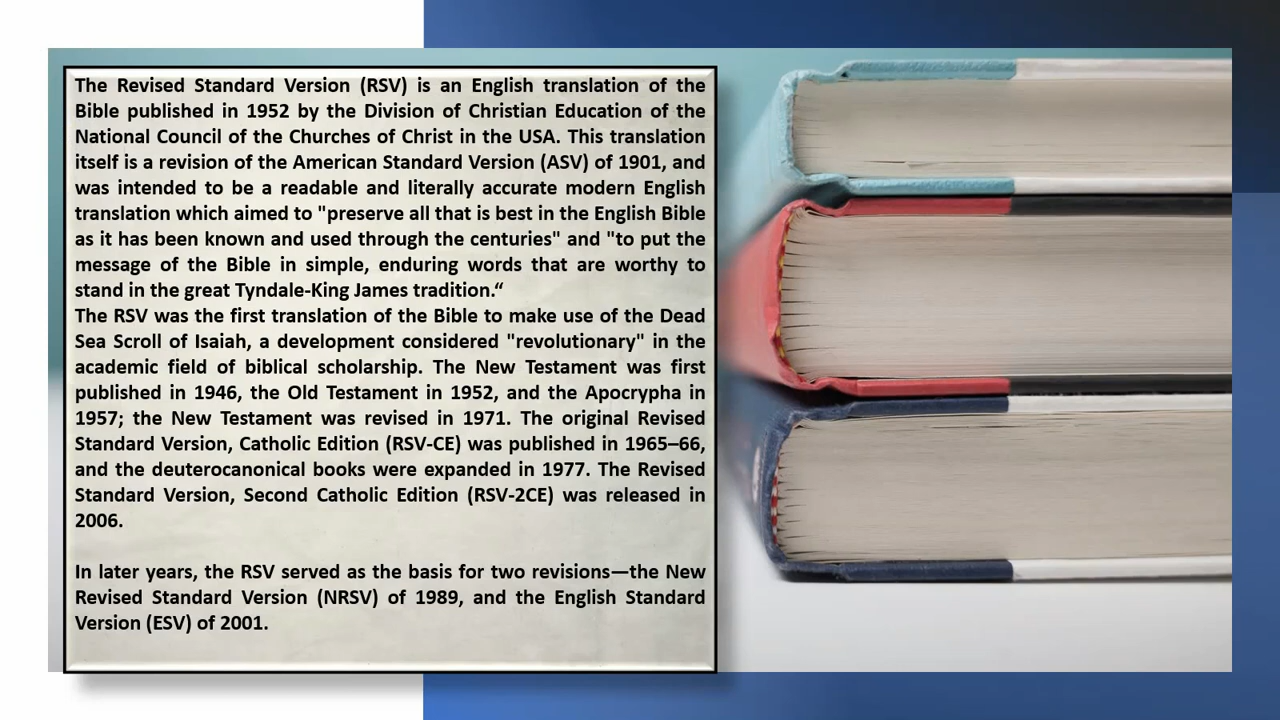 The Revised Standard Version (RSV) is an English translation of the
Bible published in 1952 by the Division of Christian Education of the
National Council of the Churches of Christ in the USA. This translation
itself is a revision of the American Standard Version (ASV) of 1901, and
was intended to be a readable and literally accurate modern English
translation which aimed to "preserve all that is best in the English Bible
as it has been known and used through the centuries" and "to put the
message of the Bible in simple, enduring words that are worthy to
stand in the great Tyndale-King James tradition.“
The RSV was the first translation of the Bible to make use of the Dead
Sea Scroll of Isaiah, a development considered "revolutionary" in the
academic field of biblical scholarship. The New Testament was first
published in 1946, the Old Testament in 1952, and the Apocrypha in
1957; the New Testament was revised in 1971. The original Revised
Standard Version, Catholic Edition (RSV-CE) was published in 1965–66,
and the deuterocanonical books were expanded in 1977. The Revised
Standard Version, Second Catholic Edition (RSV-2CE) was released in
2006.
In later years, the RSV served as the basis for two revisions—the New
Revised Standard Version (NRSV) of 1989, and the English Standard
Version (ESV) of 2001.